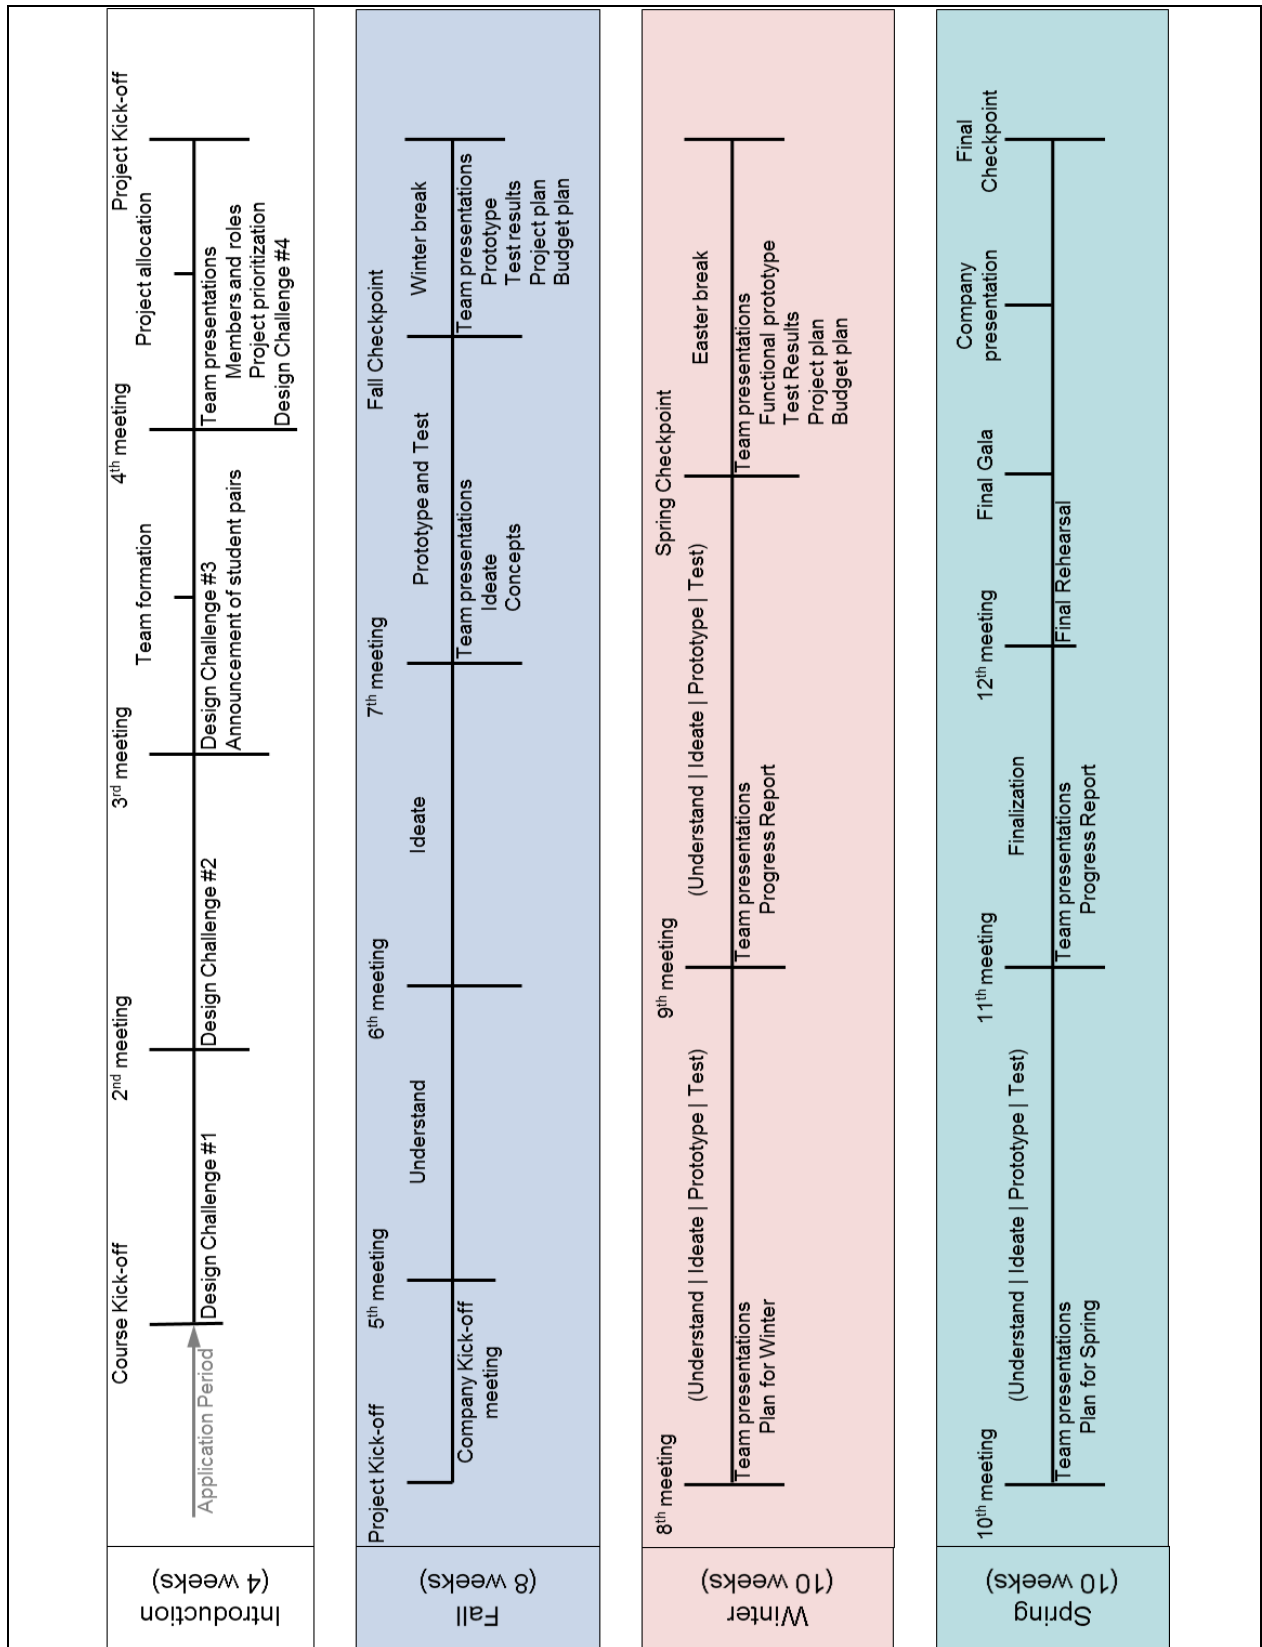 Introduction
(4 weeks)
Application Period
Course Kick-off
Design Challenge #1
2nd meeting
Design Challenge #2
3rd meeting
Design Challenge #3
Announcement of student pairs
Team formation
4th meeting
Team presentations
Members and roles
Project prioritization
Design Challenge #4
Project allocation
Project Kick-off
Fall
(8 weeks)
Project Kick-off
Company Kick-off
meeting
5th meeting
Understand
6th meeting
Ideate
7th meeting
Team presentations
Ideate
Concepts
Prototype and Test
Fall Checkpoint
Team presentations
Prototype
Test results
Project plan
Budget plan
Winter break
Winter
(10 weeks)
8th meeting
Team presentations
Plan for Winter
(Understand | Ideate | Prototype | Test)
9th meeting
Team presentations
Progress Report
(Understand | Ideate | Prototype | Test)
Spring Checkpoint
Team presentations
Functional prototype
Test Results
Project plan
Budget plan
Easter break
Spring
(10 weeks)
10th meeting
Team presentations
Plan for Spring
(Understand | Ideate | Prototype | Test)
11th meeting
Team presentations
Progress Report
Finalization
12th meeting
Final Rehearsal
Final Gala
Company
presentation
Final
Checkpoint